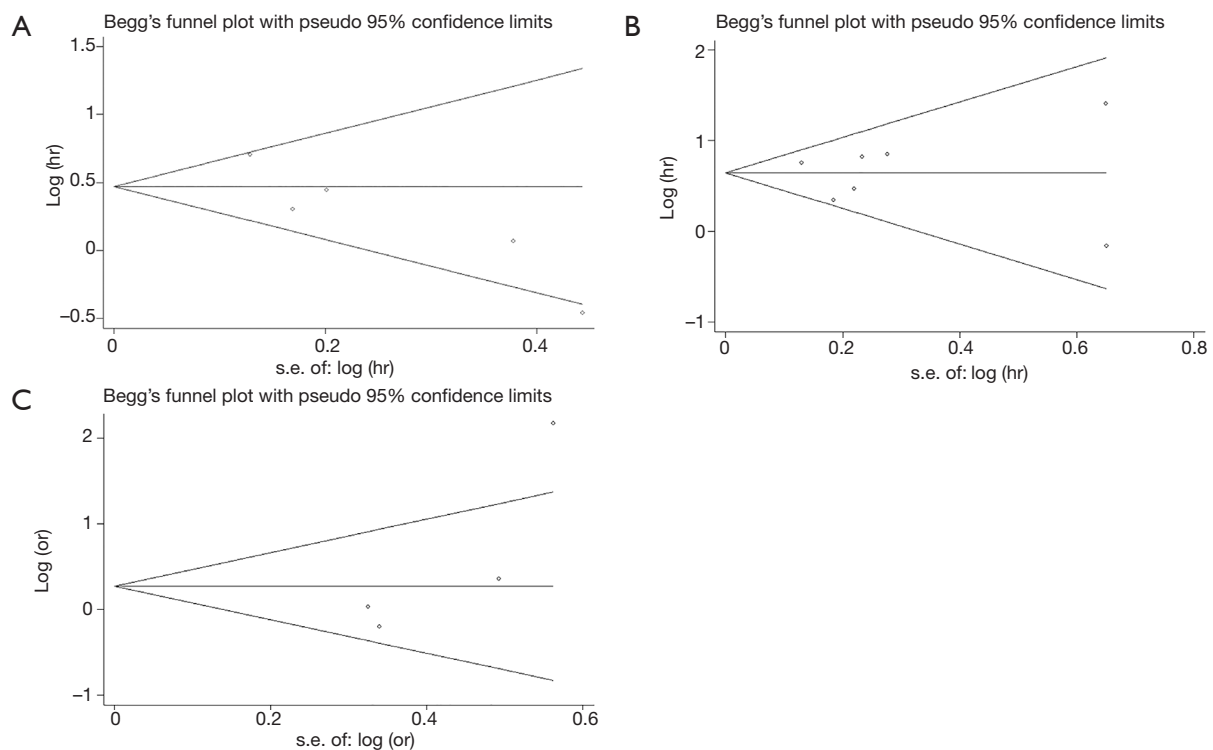 A
Begg's funnel plot with pseudo 95% confidence limits
1.5
1
0.5
0
−0.5
Log (hr)
0 0.2 0.4
s.e. of: log (hr)
B
Begg's funnel plot with pseudo 95% confidence limits
2
1
0
−1
Log (hr)
0 0.2 0.4 0.6 0.8
s.e. of: log (hr)
C
Begg's funnel plot with pseudo 95% confidence limits
2
1
0
−1
Log (or)
0 0.2 0.4 0.6
s.e. of: log (or)